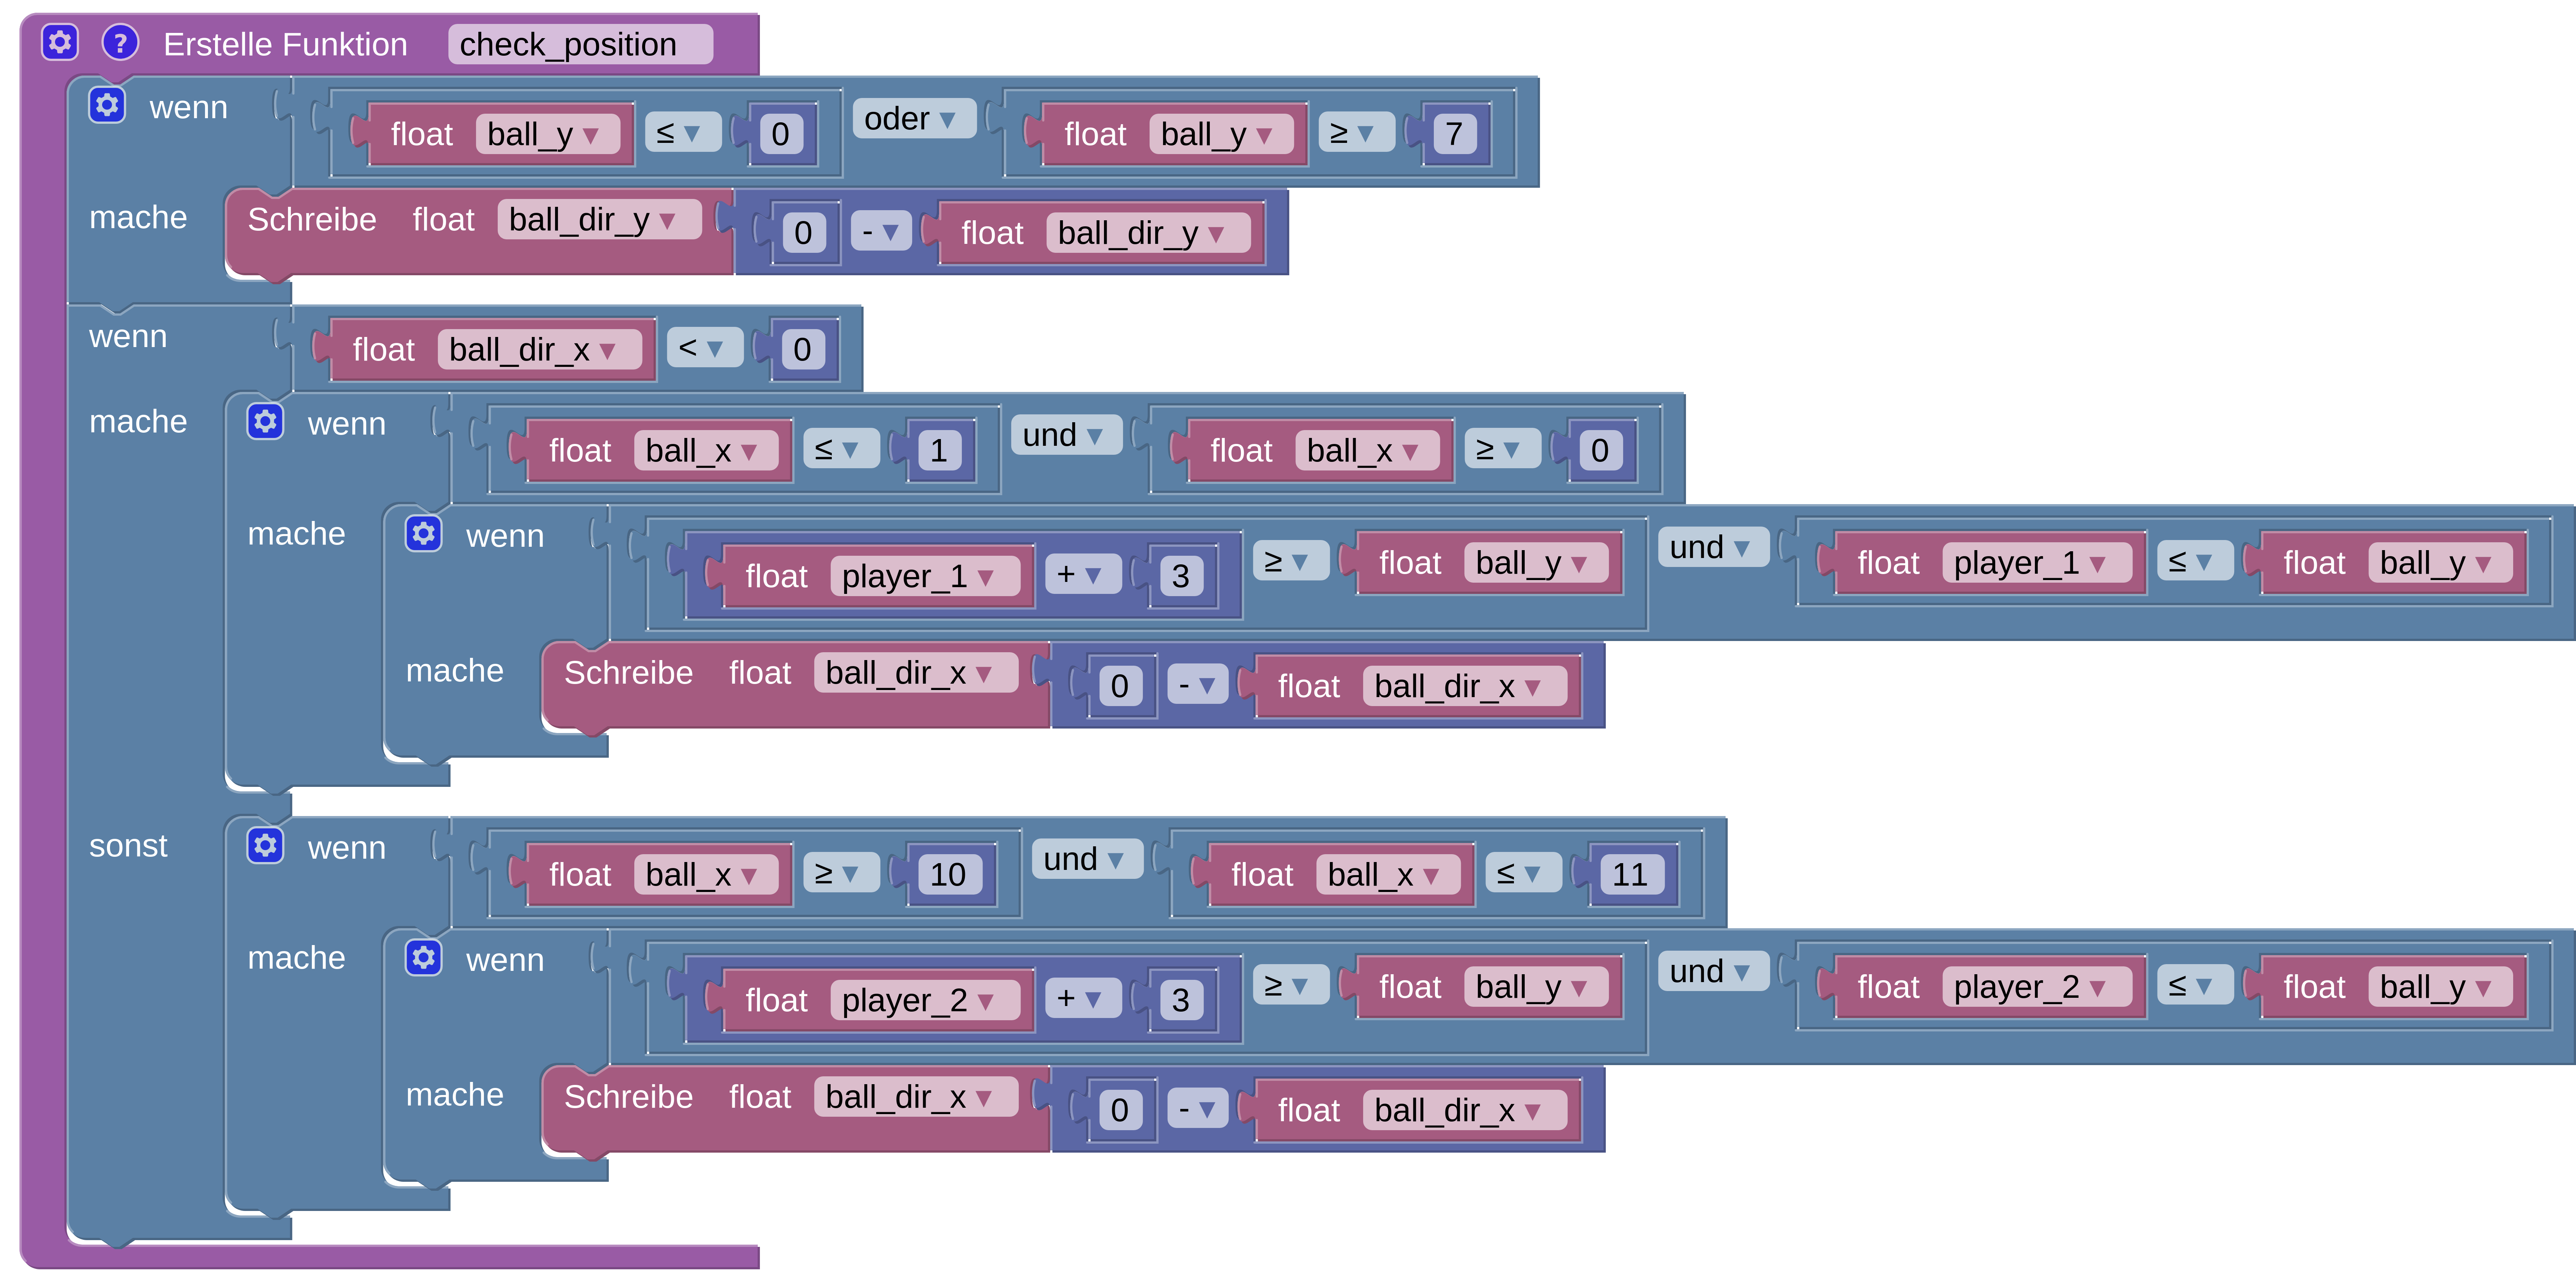 ? Erstelle Funktion check_position
wenn float ball_y ▼ ≤ ▼ 0 oder ▼ float ball_y ▼ ≥ ▼ 7
mache Schreibe float ball_dir_y ▼ 0 - ▼ float ball_dir_y ▼
wenn float ball_dir_x ▼ < ▼ 0
mache wenn float ball_x ▼ ≤ ▼ 1 und ▼ float ball_x ▼ ≥ ▼ 0
mache wenn float player_1 ▼ + ▼ 3 ≥ ▼ float ball_y ▼ und ▼ float player_1 ▼ ≤ ▼ float ball_y ▼
mache Schreibe float ball_dir_x ▼ 0 - ▼ float ball_dir_x ▼
sonst wenn float ball_x ▼ ≥ ▼ 10 und ▼ float ball_x ▼ ≤ ▼ 11
mache wenn float player_2 ▼ + ▼ 3 ≥ ▼ float ball_y ▼ und ▼ float player_2 ▼ ≤ ▼ float ball_y ▼
mache Schreibe float ball_dir_x ▼ 0 - ▼ float ball_dir_x ▼